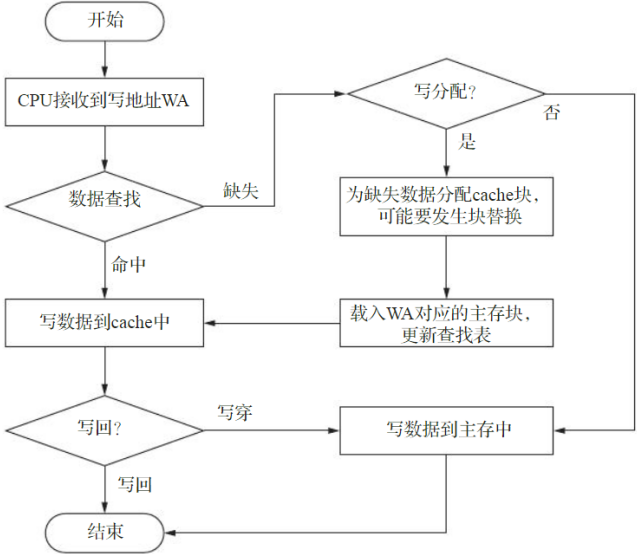 开始
CPU接收到写地址WA
写分配?
否
是
数据查找
缺失
为缺失数据分配cache块,
可能要发生块替换
命中
写数据到cache中
载入WA对应的主存块,
更新查找表
写回?
写穿
写数据到主存中
写回
结束